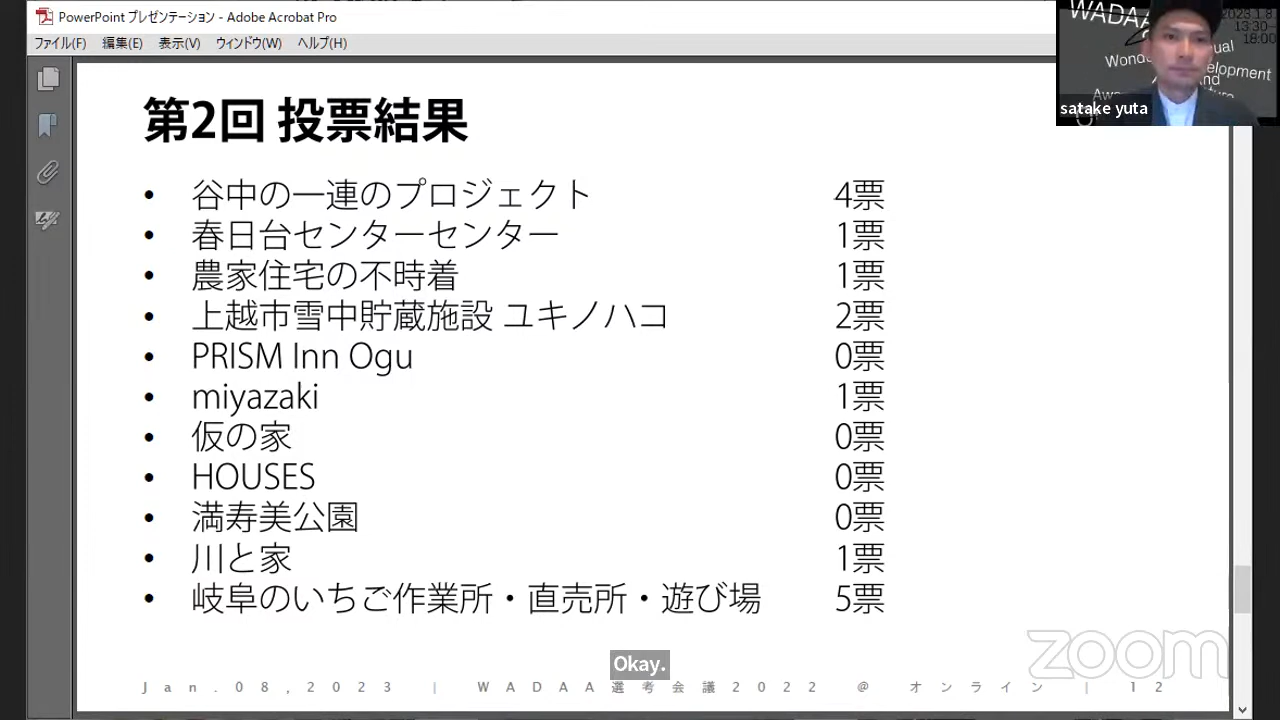 PowerPoint プレゼンテーション - Adobe Acrobat Pro
ファイル(F) 編集(E) 表示(V) ウィンドウ(W) ヘルプ(H)
WADAA
2023.1.8
13:30
18:00
satake yuta
第2回 投票結果
• 谷中の一連のプロジェクト 4票
• 春日台センターセンター 1票
• 農家住宅の不時着 1票
• 上越市雪中貯蔵施設 ユキノハコ 2票
• PRISM Inn Ogu 0票
• miyazaki 1票
• 仮の家 0票
• HOUSES 0票
• 満寿美公園 0票
• 川と家 1票
• 岐阜のいちご作業所・直売所・遊び場 5票
Okay.
zoom
Jan.08,2023 | WADAA選考会議2022 @ オンライン | 12